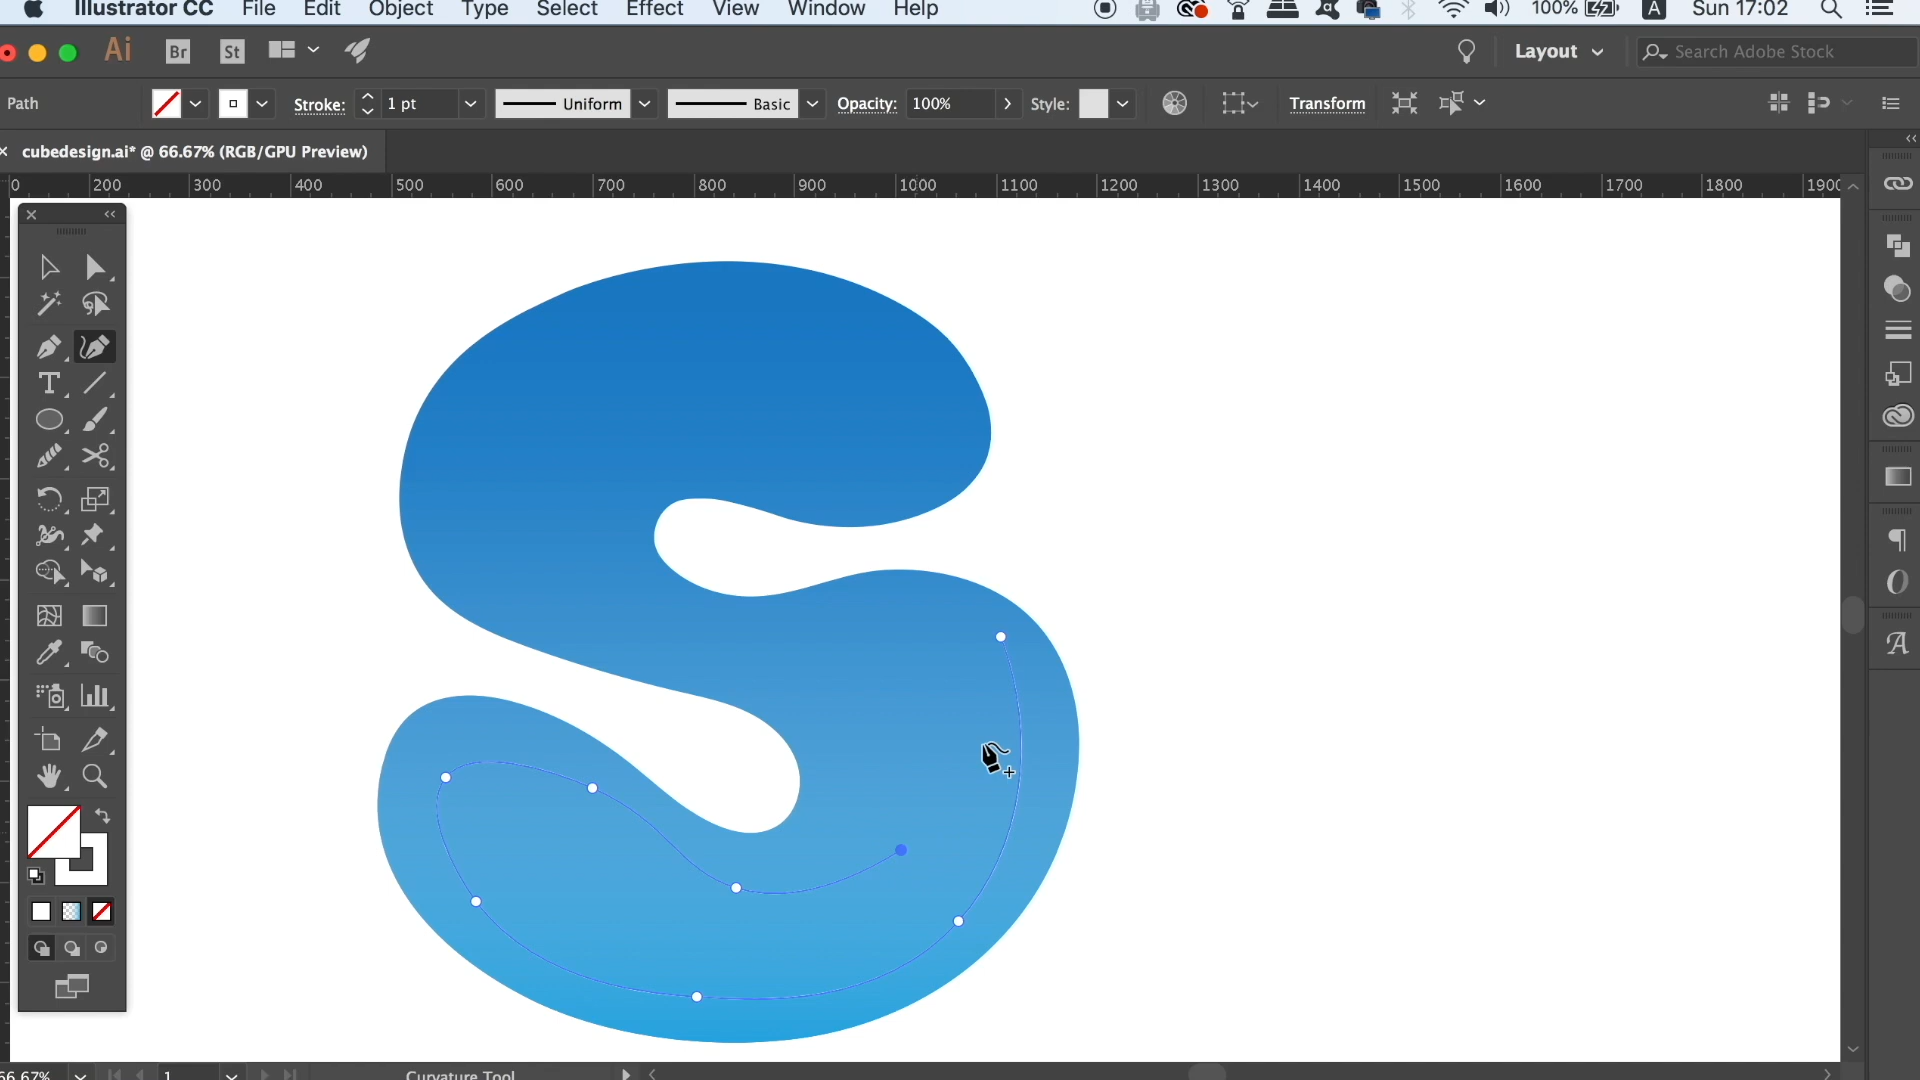 Illustrator CC File Edit Object Type Select Effect View Window Help 100% A Sun 17:02
Ai Br St Layout Search Adobe Stock
Path Stroke: 1 pt Uniform Basic Opacity: 100% Style: Transform
cubedesign.ai* @ 66.67% (RGB/GPU Preview)
0 200 300 400 500 600 700 800 900 1000 1100 1200 1300 1400 1500 1600 1700 1800 1900
66.67% 1 Curvature Tool